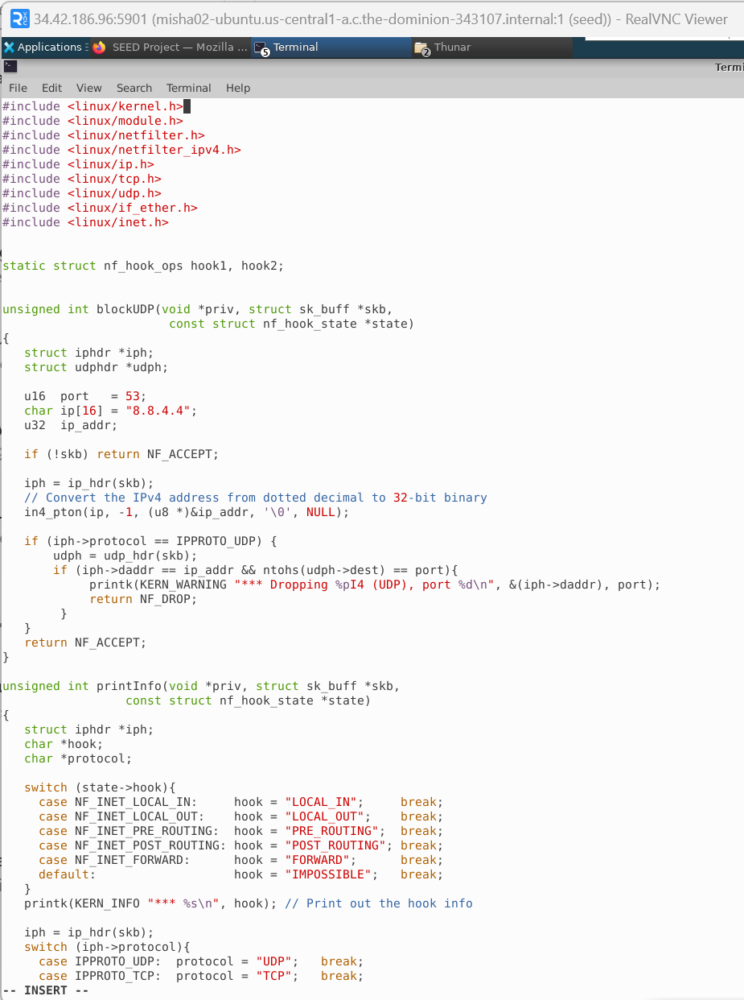 34.42.186.96:5901 (misha02-ubuntu.us-central1-a.c.the-dominion-343107.internal:1 (seed)) - RealVNC Viewer
Applications SEED Project — Mozilla ... 5 Terminal 2 Thunar
Termi
File Edit View Search Terminal Help
#include <linux/kernel.h>
#include <linux/module.h>
#include <linux/netfilter.h>
#include <linux/netfilter_ipv4.h>
#include <linux/ip.h>
#include <linux/tcp.h>
#include <linux/udp.h>
#include <linux/if_ether.h>
#include <linux/inet.h>
static struct nf_hook_ops hook1, hook2;
unsigned int blockUDP(void *priv, struct sk_buff *skb,
                       const struct nf_hook_state *state)
{
   struct iphdr *iph;
   struct udphdr *udph;
   u16  port   = 53;
   char ip[16] = "8.8.4.4";
   u32  ip_addr;
   if (!skb) return NF_ACCEPT;
   iph = ip_hdr(skb);
   // Convert the IPv4 address from dotted decimal to 32-bit binary
   in4_pton(ip, -1, (u8 *)&ip_addr, '\0', NULL);
   if (iph->protocol == IPPROTO_UDP) {
       udph = udp_hdr(skb);
       if (iph->daddr == ip_addr && ntohs(udph->dest) == port){
            printk(KERN_WARNING "*** Dropping %pI4 (UDP), port %d\n", &(iph->daddr), port);
            return NF_DROP;
        }
   }
   return NF_ACCEPT;
}
unsigned int printInfo(void *priv, struct sk_buff *skb,
                 const struct nf_hook_state *state)
{
   struct iphdr *iph;
   char *hook;
   char *protocol;
   switch (state->hook){
     case NF_INET_LOCAL_IN:     hook = "LOCAL_IN";     break;
     case NF_INET_LOCAL_OUT:    hook = "LOCAL_OUT";    break;
     case NF_INET_PRE_ROUTING:  hook = "PRE_ROUTING";  break;
     case NF_INET_POST_ROUTING: hook = "POST_ROUTING"; break;
     case NF_INET_FORWARD:      hook = "FORWARD";      break;
     default:                   hook = "IMPOSSIBLE";   break;
   }
   printk(KERN_INFO "*** %s\n", hook); // Print out the hook info
   iph = ip_hdr(skb);
   switch (iph->protocol){
     case IPPROTO_UDP:  protocol = "UDP";   break;
     case IPPROTO_TCP:  protocol = "TCP";   break;
-- INSERT --